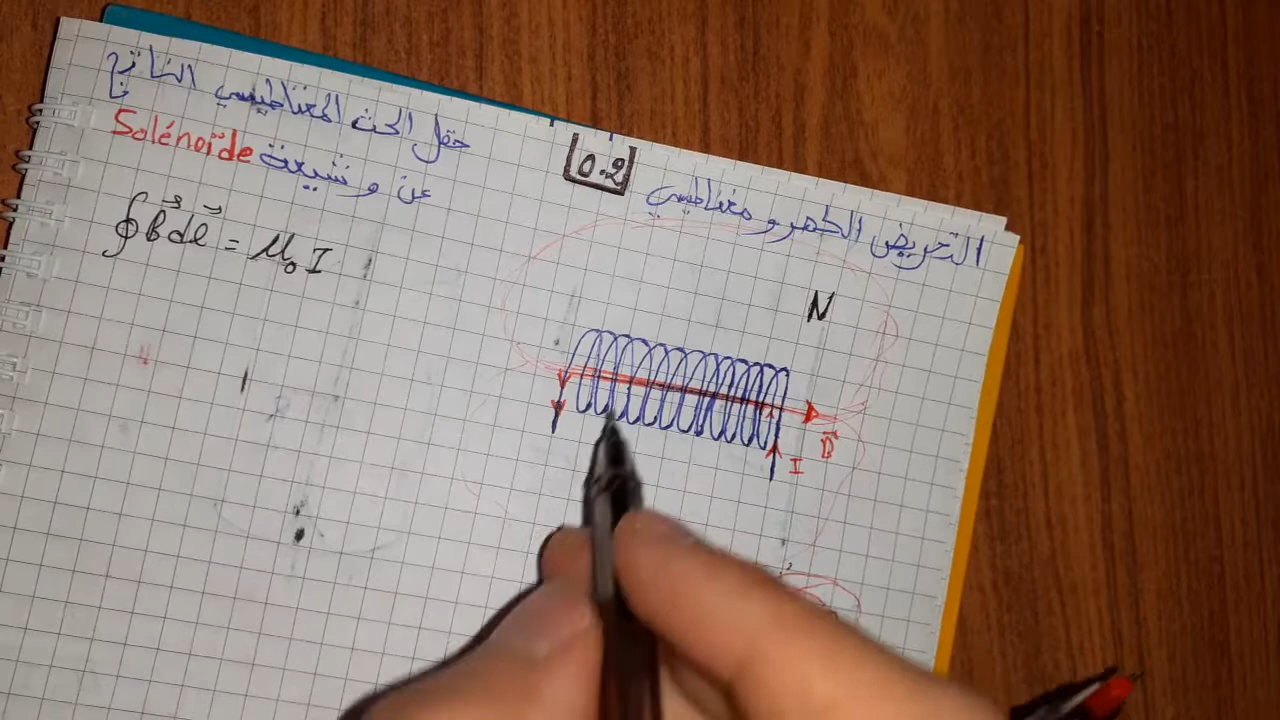 التحريض الكهرومغناطيسي
0.2
حقل الحث المغناطيسي الناتج
عن وشيعة Solénoïde
∮B⃗dl⃗ = μ₀I
N
B⃗
I